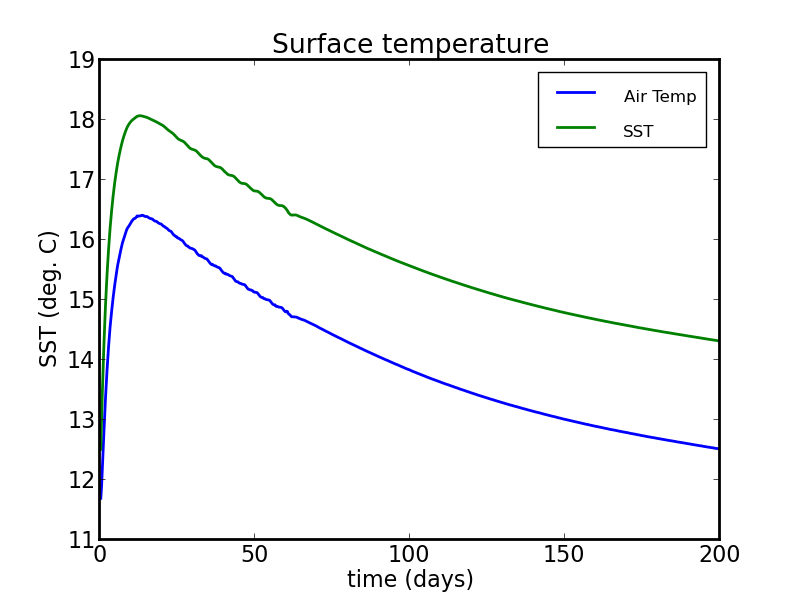 Surface temperature
19
18
17
16
15
14
13
12
11
SST (deg. C)
Air Temp
SST
0 50 100 150 200
time (days)